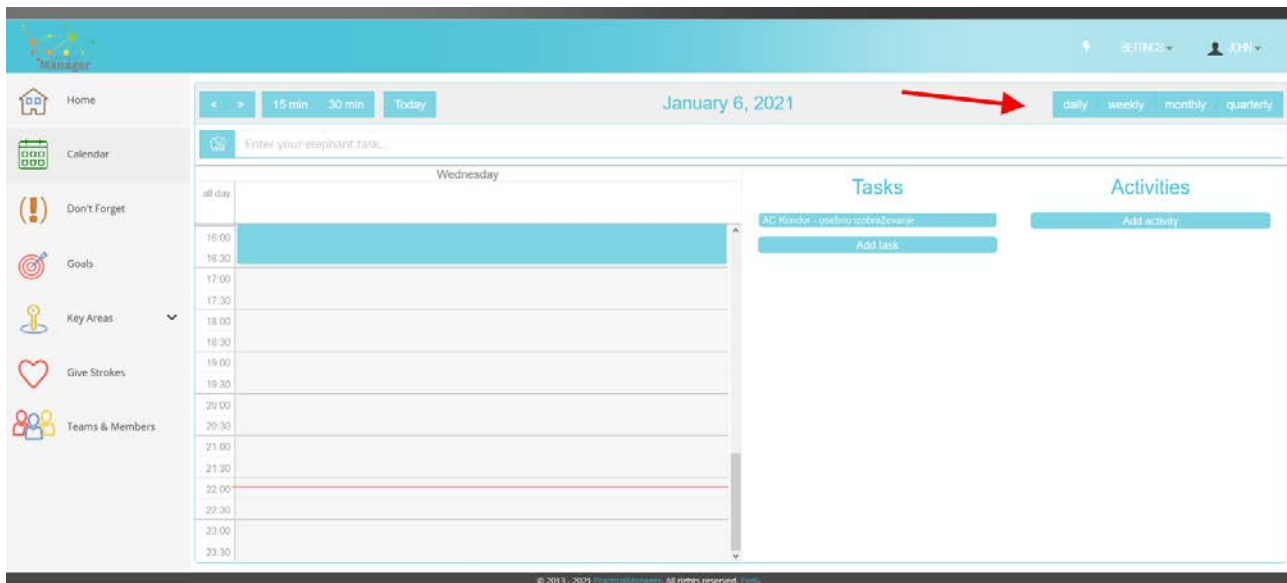 Manager
SETTINGS
JOHN
Home
Calendar
Don't Forget
Goals
Key Areas
Give Strokes
Teams & Members
< > 15 min 30 min Today
January 6, 2021
daily weekly monthly quarterly
Enter your elephant task...
Wednesday
all day
16:00
16:30
17:00
17:30
18:00
18:30
19:00
19:30
20:00
20:30
21:00
21:30
22:00
22:30
23:00
23:30
Tasks
AC Kondor - osebno izobraževanje
Add task
Activities
Add activity
© 2013 - 2021 PracticalManager. All rights reserved.